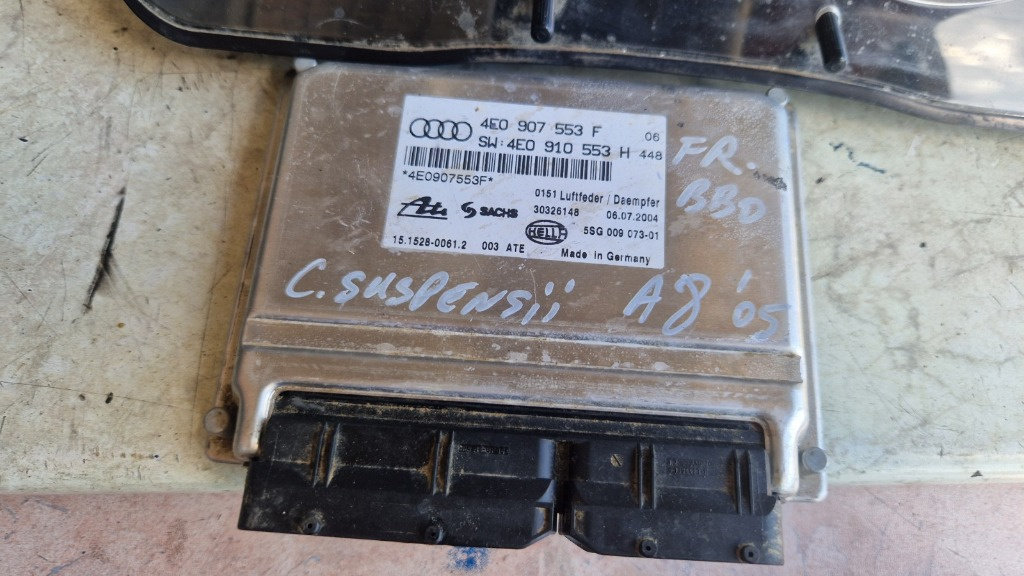 4E0 907 553 F 06
SW:4E0 910 553 H 448
*4E0907553F*
0151 Luftfeder / Daempfer
Ate SACHS 30326148 06.07.2004
HELLA 5SG 009 073-01
15.1528-0061.2 003 ATE Made in Germany
FR.
BBD
C.SUSPENSii A8 '05